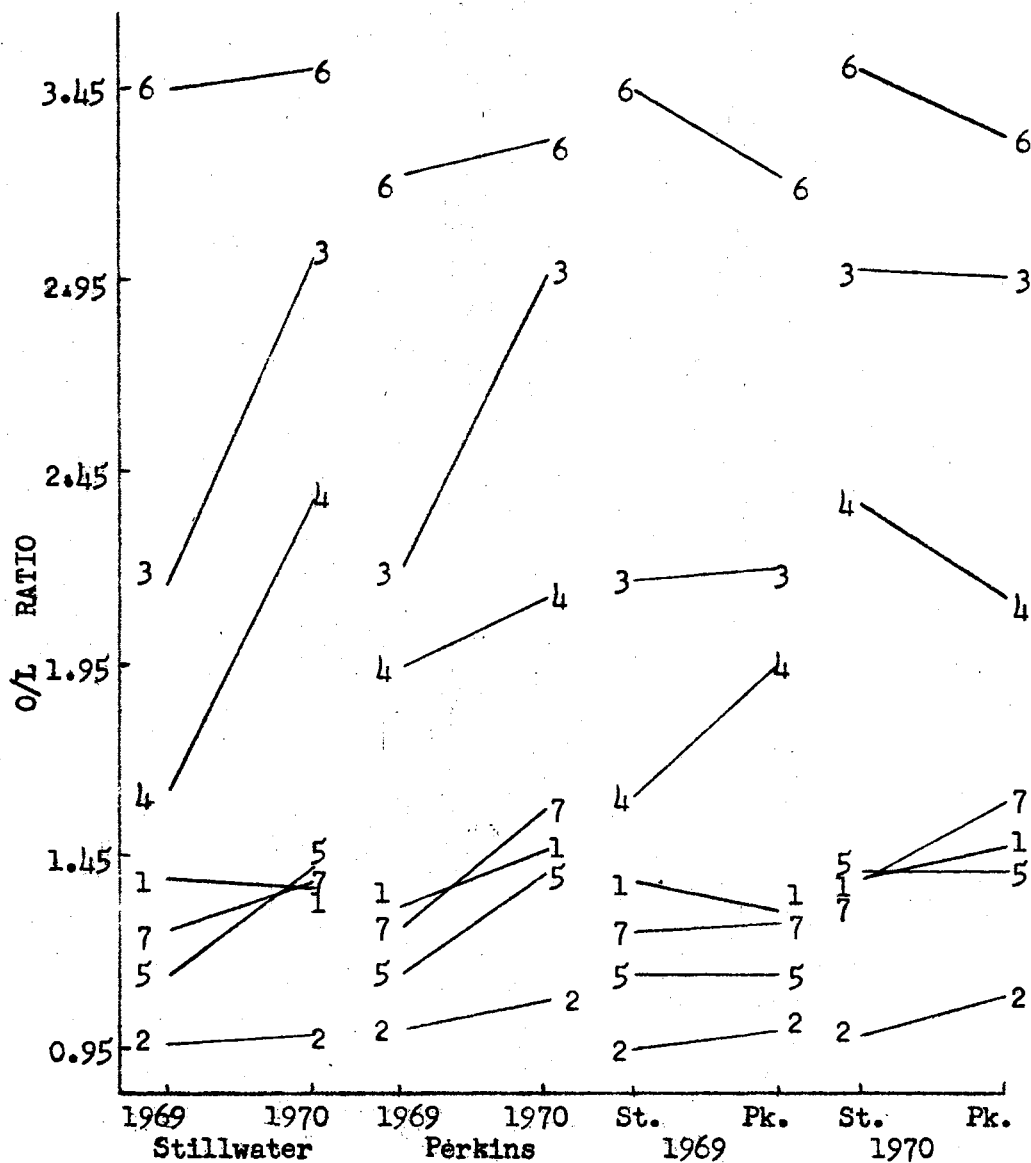 3.45 6 6 6 6
6 6 6
6
2.95 3 3 3 3
2.45 4 4
3 3 3 3
4 4
1.95 4 4
4 4
7 7
1.45 5 1 5 1
1 7 1 5 1 1 1 5
7 1 7 7 7 7
5 5 5 5
0.95 2 2 2 2 2 2 2 2
O/L RATIO
1969 1970 1969 1970 St. Pk. St. Pk.
Stillwater Perkins 1969 1970